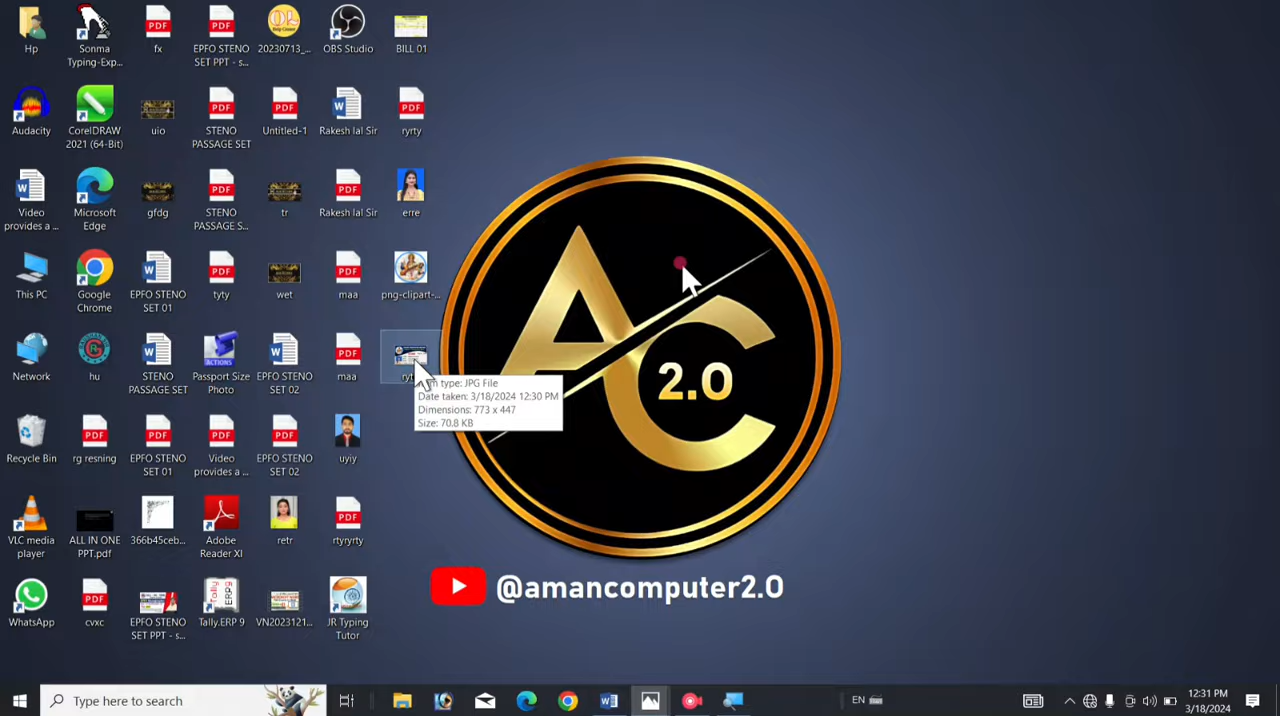 Hp
Sonma
Typing-Exp...
fx
EPFO STENO
SET PPT - s...
20230713_...
OBS Studio
BILL 01
Audacity
CorelDRAW
2021 (64-Bit)
uio
STENO
PASSAGE SET
Untitled-1
Rakesh lal Sir
ryrty
Video
provides a ...
Microsoft
Edge
gfdg
STENO
PASSAGE S...
tr
Rakesh lal Sir
erre
This PC
Google
Chrome
EPFO STENO
SET 01
tyty
wet
maa
png-clipart-...
Network
hu
STENO
PASSAGE SET
Passport Size
Photo
EPFO STENO
SET 02
maa
type: JPG File
Date taken: 3/18/2024 12:30 PM
Dimensions: 773 x 447
Size: 70.8 KB
Recycle Bin
rg resning
EPFO STENO
SET 01
Video
provides a ...
EPFO STENO
SET 02
uyiy
VLC media
player
ALL IN ONE
PPT.pdf
366b45ceb...
Adobe
Reader XI
retr
rtyryrty
WhatsApp
cvxc
EPFO STENO
SET PPT - s...
Tally.ERP 9
VN2023121...
JR Typing
Tutor
AC
2.0
@amancomputer2.0
Type here to search
EN
12:31 PM
3/18/2024